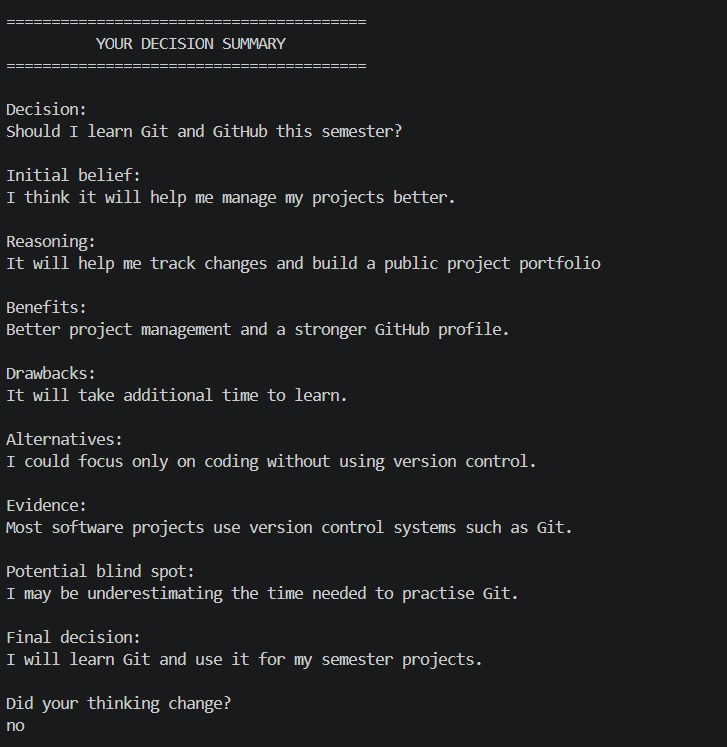 ========================================
YOUR DECISION SUMMARY
========================================
Decision:
Should I learn Git and GitHub this semester?
Initial belief:
I think it will help me manage my projects better.
Reasoning:
It will help me track changes and build a public project portfolio
Benefits:
Better project management and a stronger GitHub profile.
Drawbacks:
It will take additional time to learn.
Alternatives:
I could focus only on coding without using version control.
Evidence:
Most software projects use version control systems such as Git.
Potential blind spot:
I may be underestimating the time needed to practise Git.
Final decision:
I will learn Git and use it for my semester projects.
Did your thinking change?
no